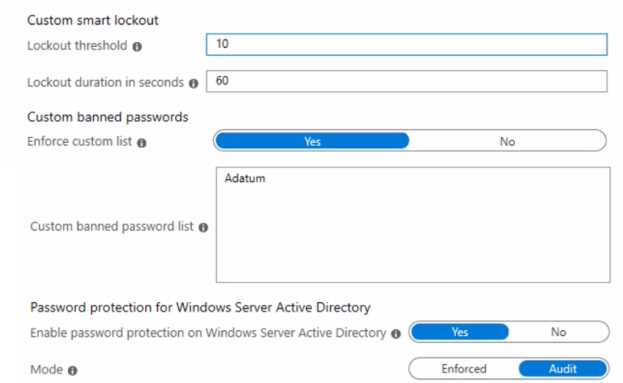 Custom smart lockout
Lockout threshold 10
Lockout duration in seconds 60
Custom banned passwords
Enforce custom list Yes No
Adatum
Custom banned password list
Password protection for Windows Server Active Directory
Enable password protection on Windows Server Active Directory Yes No
Mode Enforced Audit